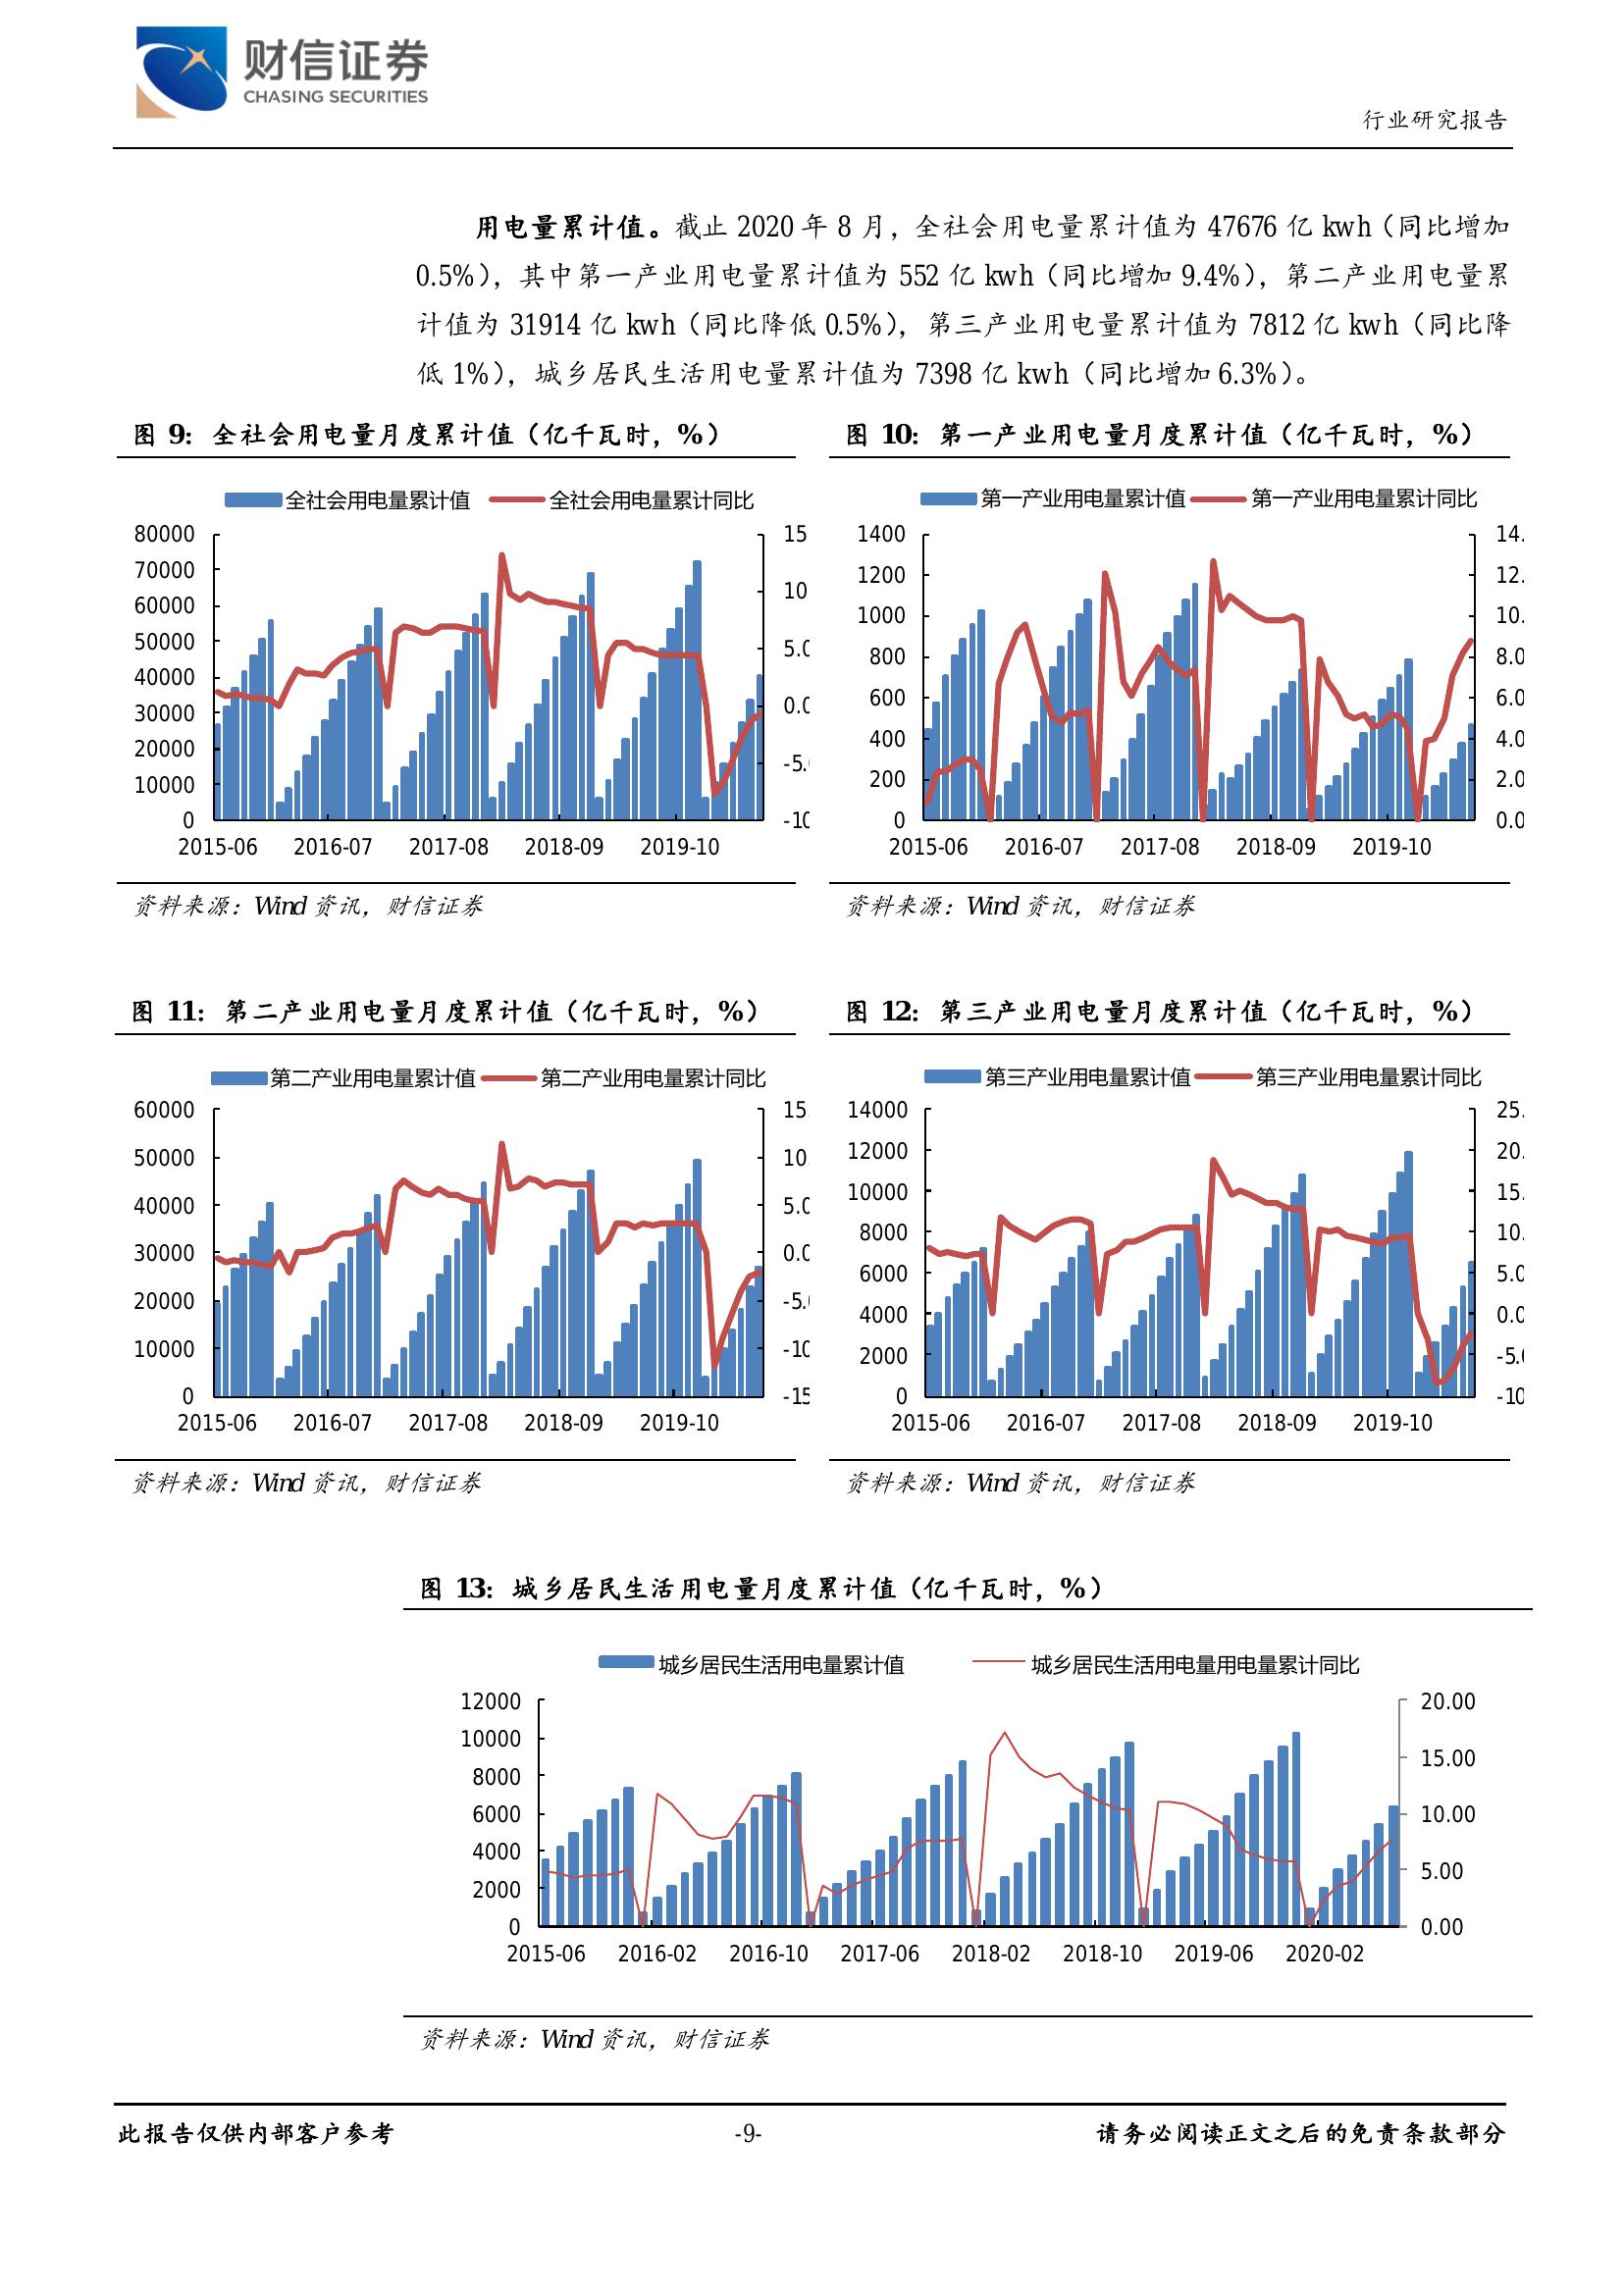 财信证券
CHASING SECURITIES
行业研究报告
用电量累计值。截止 2020 年 8 月，全社会用电量累计值为 47676 亿 kwh（同比增加
0.5%），其中第一产业用电量累计值为 552 亿 kwh（同比增加 9.4%），第二产业用电量累
计值为 31914 亿 kwh（同比降低 0.5%），第三产业用电量累计值为 7812 亿 kwh（同比降
低 1%），城乡居民生活用电量累计值为 7398 亿 kwh（同比增加 6.3%）。
图 9：全社会用电量月度累计值（亿千瓦时，%）
全社会用电量累计值 全社会用电量累计同比
80000 15
70000
60000 10
50000 5.0
40000
30000 0.0
20000
10000 -5.
0 -10
2015-06 2016-07 2017-08 2018-09 2019-10
资料来源：Wind 资讯，财信证券
图 10：第一产业用电量月度累计值（亿千瓦时，%）
第一产业用电量累计值 第一产业用电量累计同比
1400 14.
1200 12.
1000 10.
800 8.0
600 6.0
400 4.0
200 2.0
0 0.0
2015-06 2016-07 2017-08 2018-09 2019-10
资料来源：Wind 资讯，财信证券
图 11：第二产业用电量月度累计值（亿千瓦时，%）
第二产业用电量累计值 第二产业用电量累计同比
60000 15
50000 10
40000 5.0
30000 0.0
20000 -5.
10000 -10
0 -15
2015-06 2016-07 2017-08 2018-09 2019-10
资料来源：Wind 资讯，财信证券
图 12：第三产业用电量月度累计值（亿千瓦时，%）
第三产业用电量累计值 第三产业用电量累计同比
14000 25.
12000 20.
10000 15.
8000 10.
6000 5.0
4000 0.0
2000 -5.0
0 -10
2015-06 2016-07 2017-08 2018-09 2019-10
资料来源：Wind 资讯，财信证券
图 13：城乡居民生活用电量月度累计值（亿千瓦时，%）
城乡居民生活用电量累计值 城乡居民生活用电量用电量累计同比
12000 20.00
10000
8000 15.00
6000 10.00
4000
2000 5.00
0 0.00
2015-06 2016-02 2016-10 2017-06 2018-02 2018-10 2019-06 2020-02
资料来源：Wind 资讯，财信证券
此报告仅供内部客户参考 -9- 请务必阅读正文之后的免责条款部分